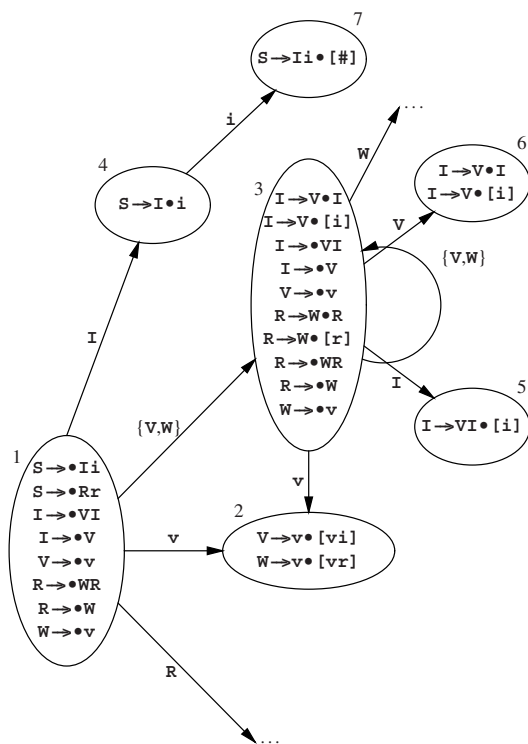 7
S→Ii•[#]
i
...
4
S→I•i
W
6
I→V•I
I→V•[i]
3
I→V•I
I→V•[i]
I→•VI
I→•V
V→•v
R→W•R
R→W•[r]
R→•WR
R→•W
W→•v
V
{V,W}
I
I
5
I→VI•[i]
{V,W}
1
S→•Ii
S→•Rr
I→•VI
I→•V
V→•v
R→•WR
R→•W
W→•v
v
v
2
V→v•[vi]
W→v•[vr]
R
...